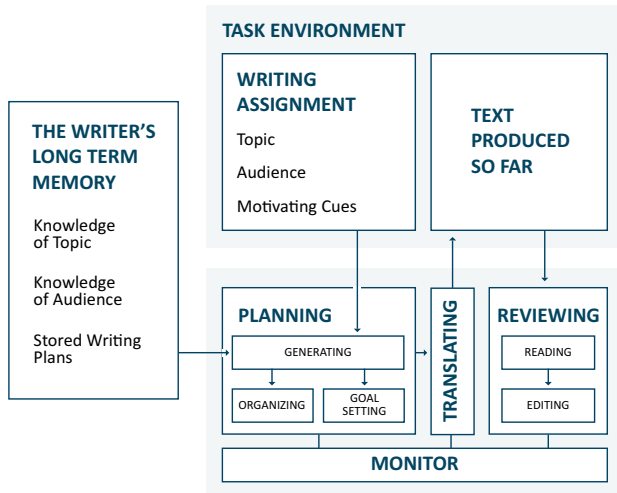 TASK ENVIRONMENT
WRITING
ASSIGNMENT
Topic
Audience
Motivating Cues
TEXT
PRODUCED
SO FAR
THE WRITER'S
LONG TERM
MEMORY
Knowledge
of Topic
Knowledge
of Audience
Stored Writing
Plans
PLANNING
GENERATING
ORGANIZING
GOAL
SETTING
TRANSLATING
REVIEWING
READING
EDITING
MONITOR